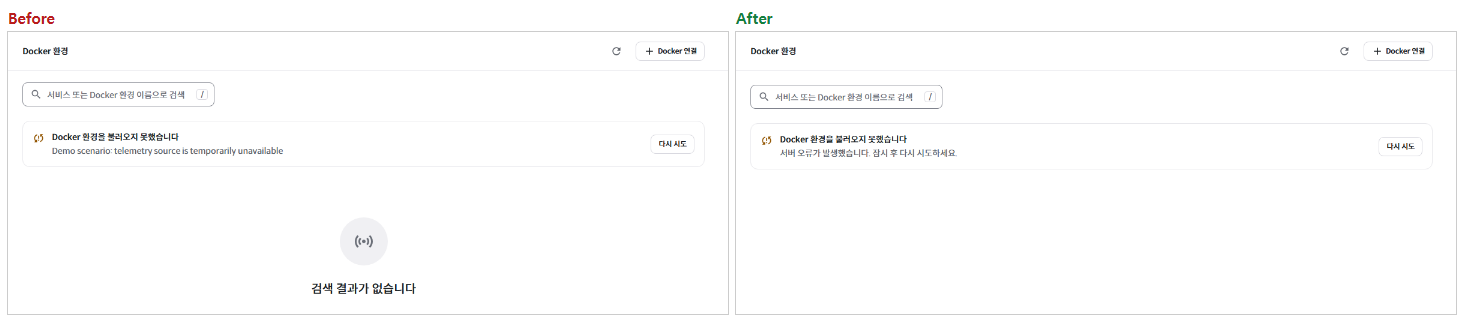 Before
Docker 환경
+ Docker 연결
서비스 또는 Docker 환경 이름으로 검색 /
Docker 환경을 불러오지 못했습니다
Demo scenario: telemetry source is temporarily unavailable
다시 시도
검색 결과가 없습니다
After
Docker 환경
+ Docker 연결
서비스 또는 Docker 환경 이름으로 검색 /
Docker 환경을 불러오지 못했습니다
서버 오류가 발생했습니다. 잠시 후 다시 시도하세요.
다시 시도